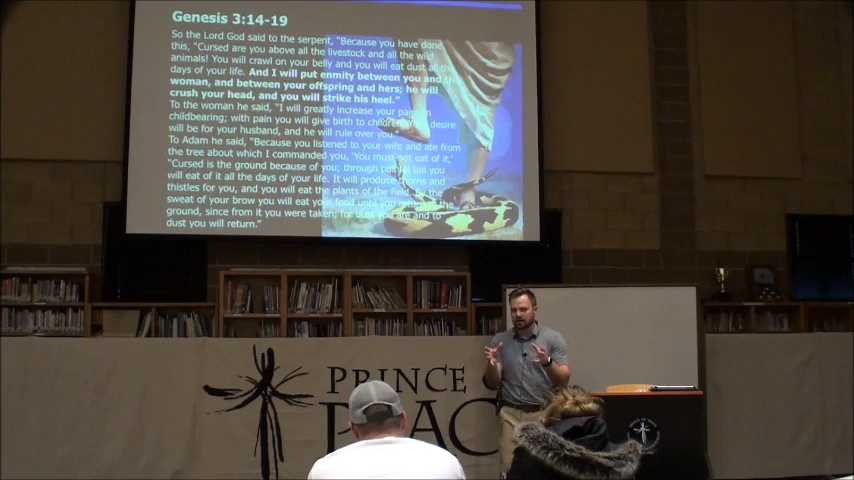 Genesis 3:14-19
So the Lord God said to the serpent, "Because you have done
this, "Cursed are you above all the livestock and all the wild
animals! You will crawl on your belly and you will eat dust all the
days of your life. And I will put enmity between you and the
woman, and between your offspring and hers; he will
crush your head, and you will strike his heel."
To the woman he said, "I will greatly increase your pains in
childbearing; with pain you will give birth to children. Your desire
will be for your husband, and he will rule over you."
To Adam he said, "Because you listened to your wife and ate from
the tree about which I commanded you, 'You must not eat of it,'
"Cursed is the ground because of you; through painful toil you
will eat of it all the days of your life. It will produce thorns and
thistles for you, and you will eat the plants of the field. By the
sweat of your brow you will eat your food until you return to the
ground, since from it you were taken; for dust you are and to
dust you will return."
PRINCE
PEAC